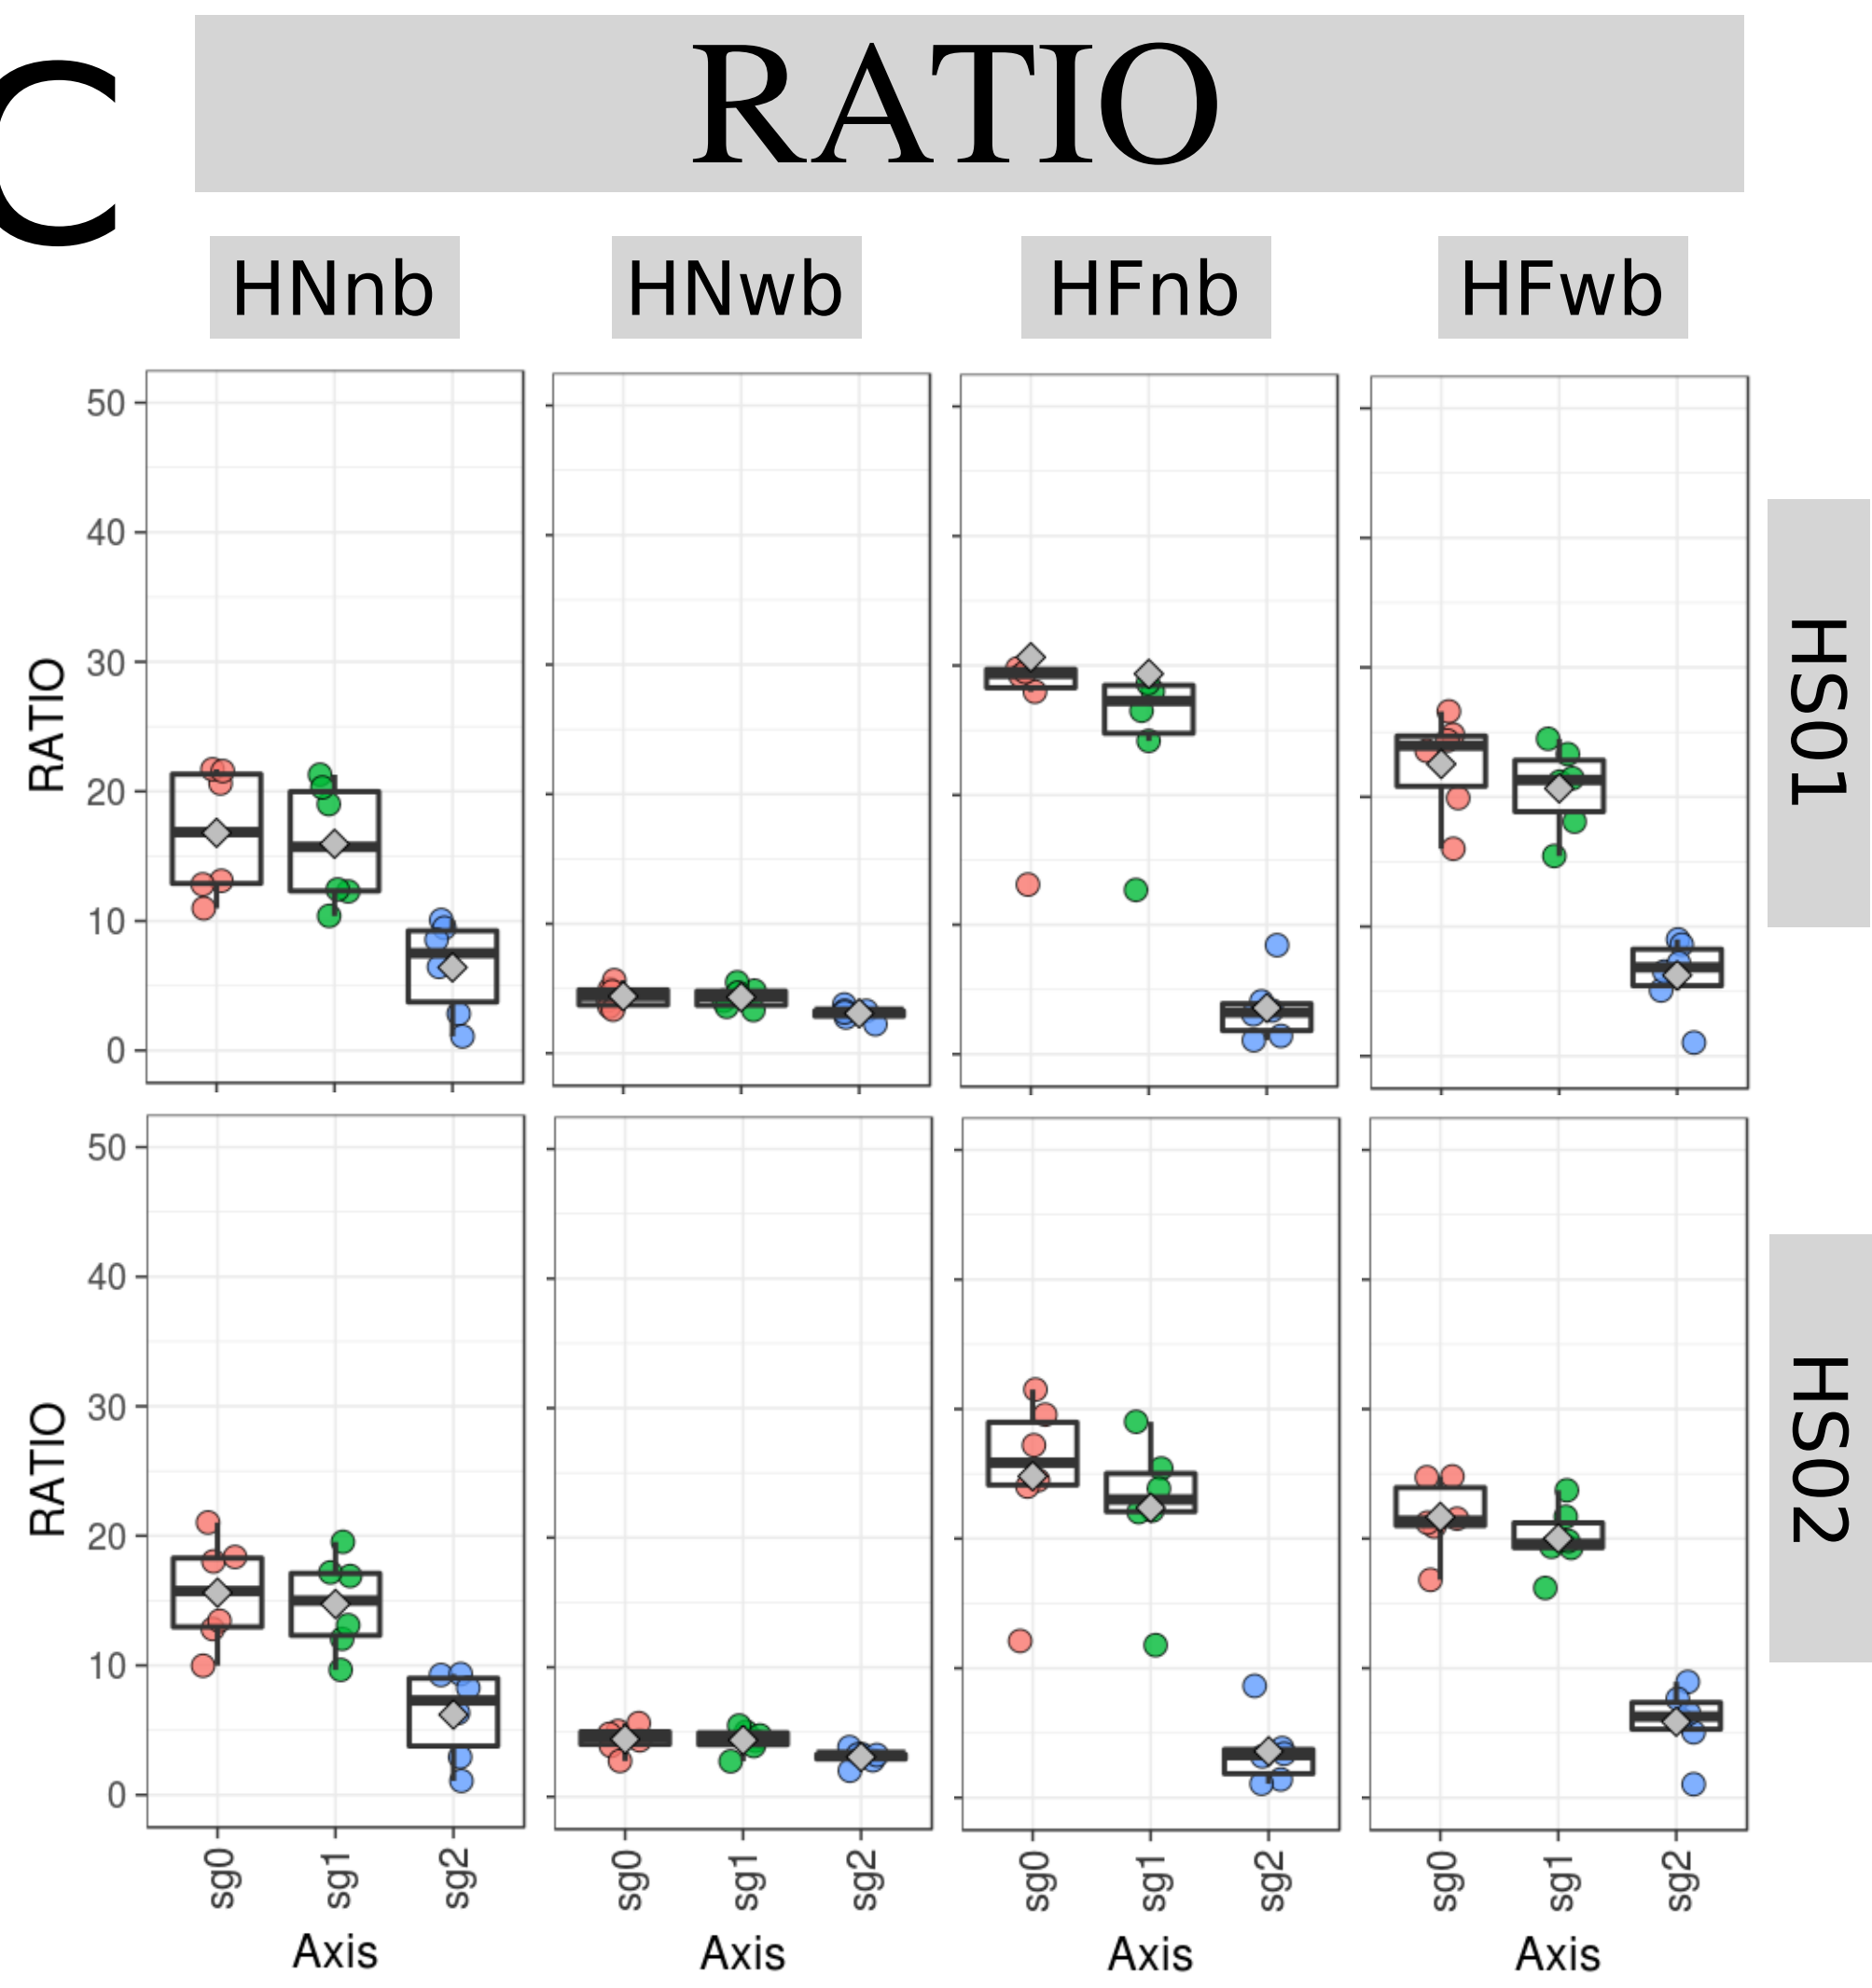 C
RATIO
HNnb HNwb HFnb HFwb
50
40
30
20
10
0
RATIO
HS01
50
40
30
20
10
0
RATIO
HS02
sg0 sg1 sg2 sg0 sg1 sg2 sg0 sg1 sg2 sg0 sg1 sg2
Axis Axis Axis Axis